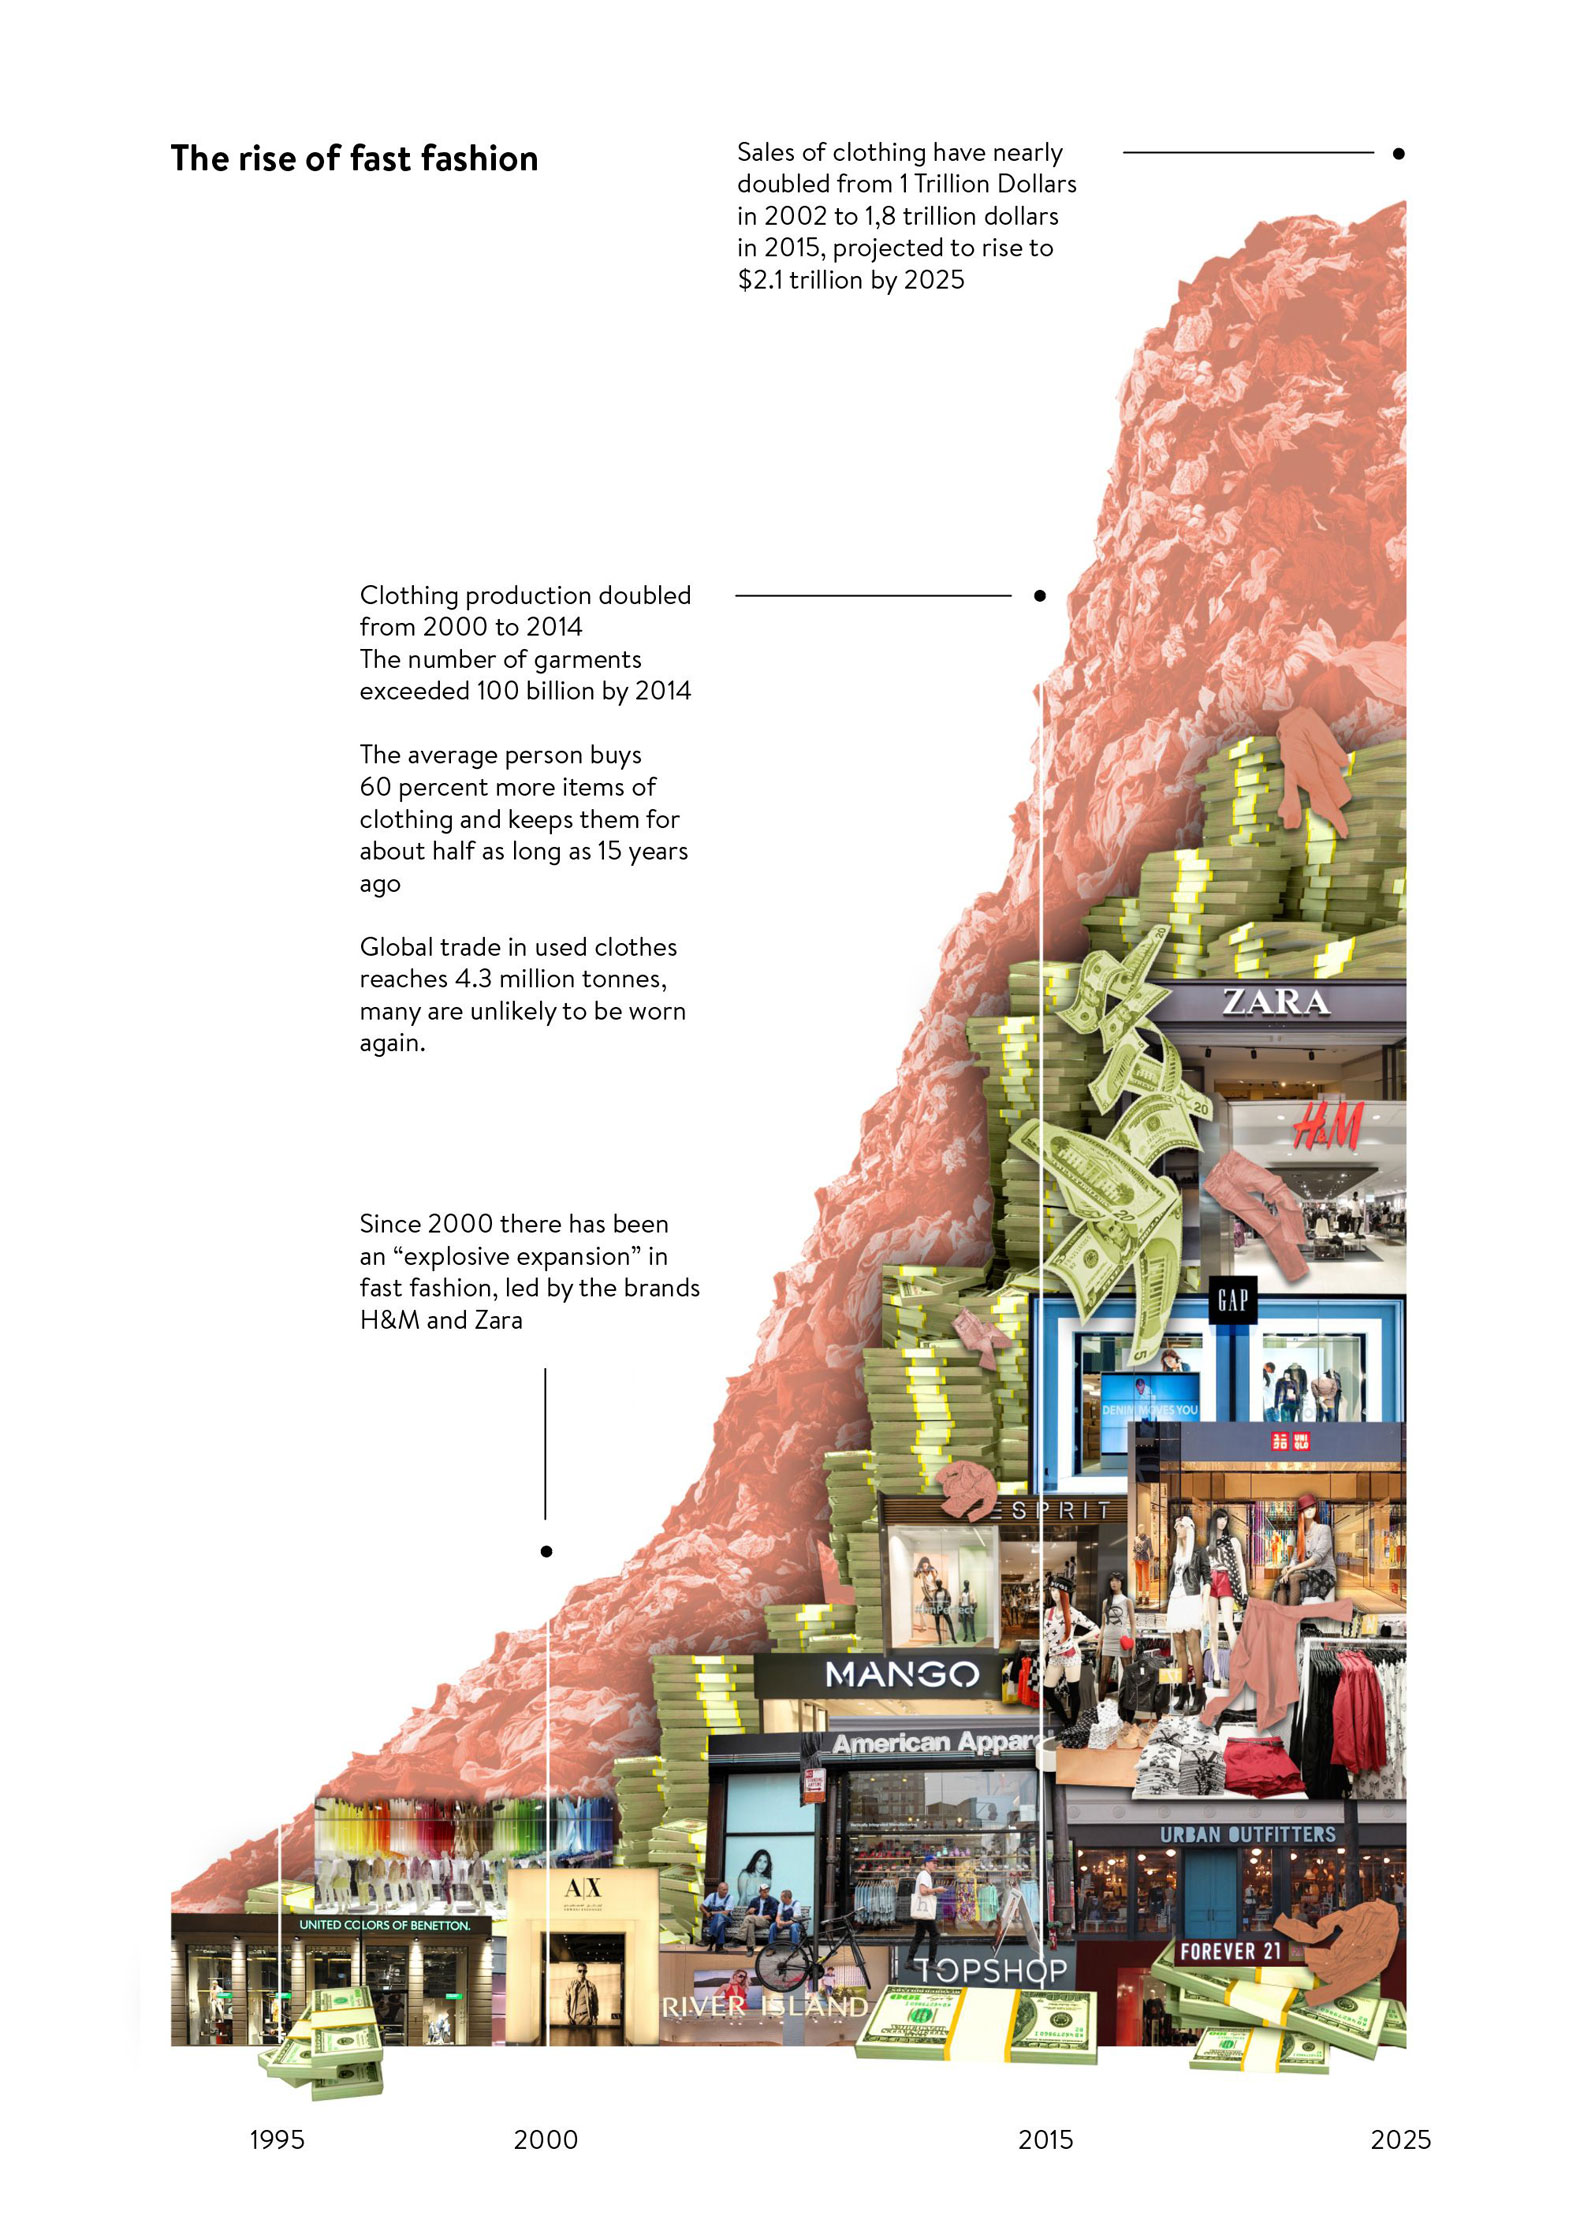 The rise of fast fashion
Sales of clothing have nearly
doubled from 1 Trillion Dollars
in 2002 to 1,8 trillion dollars
in 2015, projected to rise to
$2.1 trillion by 2025
Clothing production doubled
from 2000 to 2014
The number of garments
exceeded 100 billion by 2014
The average person buys
60 percent more items of
clothing and keeps them for
about half as long as 15 years
ago
Global trade in used clothes
reaches 4.3 million tonnes,
many are unlikely to be worn
again.
Since 2000 there has been
an “explosive expansion” in
fast fashion, led by the brands
H&M and Zara
ZARA
H&M
GAP
DENIM MOVES YOU
UNI
QLO
ESPRIT
MANGO
American Appar
URBAN OUTFITTERS
A|X
UNITED COLORS OF BENETTON.
FOREVER 21
TOPSHOP
RIVER ISLAND
1995
2000
2015
2025